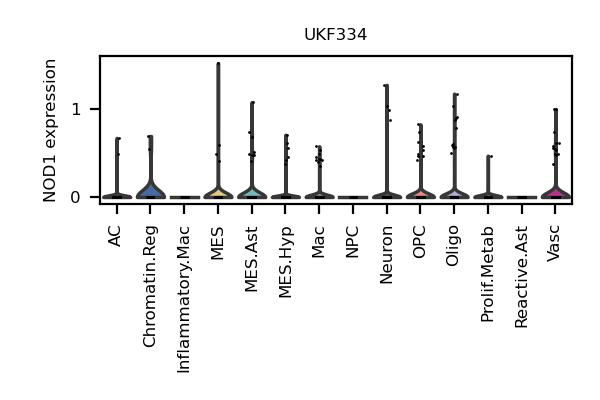 UKF334
NOD1 expression
1
0
AC
Chromatin.Reg
Inflammatory.Mac
MES
MES.Ast
MES.Hyp
Mac
NPC
Neuron
OPC
Oligo
Prolif.Metab
Reactive.Ast
Vasc